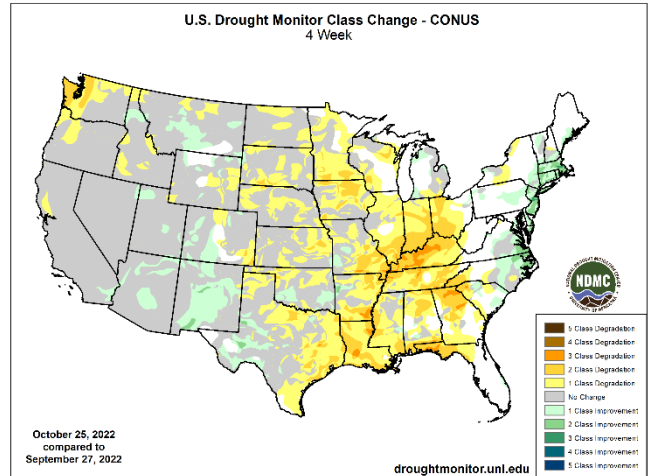 U.S. Drought Monitor Class Change - CONUS
4 Week
NDMC
5 Class Degradation
4 Class Degradation
3 Class Degradation
2 Class Degradation
1 Class Degradation
No Change
1 Class Improvement
2 Class Improvement
3 Class Improvement
4 Class Improvement
5 Class Improvement
October 25, 2022
compared to
September 27, 2022
droughtmonitor.unl.edu